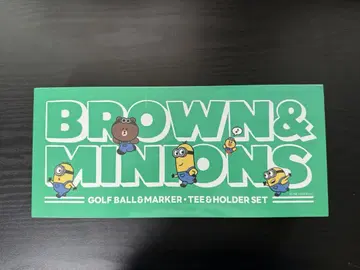 BROWN&
MINIONS
GOLF BALL&MARKER•TEE&HOLDER SET